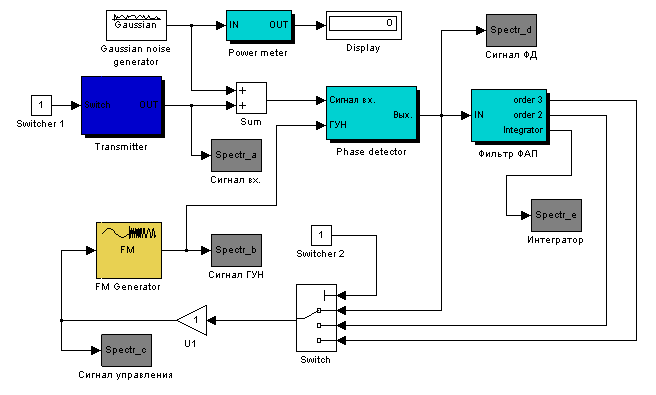 Gaussian
IN OUT
0
Gaussian noise
generator
Power meter
Display
Spectr_d
Сигнал ФД
1
Switcher 1
Switch OUT
Transmitter
+
+
Sum
Сигнал вх.
Вых.
ГУН
Phase detector
order 3
order 2
IN
Integrator
Фильтр ФАП
Spectr_a
Сигнал вх.
Spectr_e
Интегратор
FM
FM Generator
Spectr_b
Сигнал ГУН
1
Switcher 2
1
U1
Switch
Spectr_c
Сигнал управления